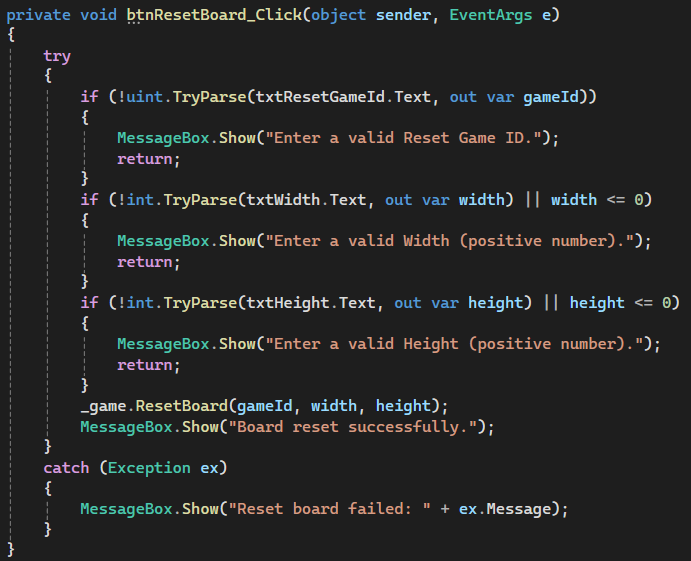 private void btnResetBoard_Click(object sender, EventArgs e)
{
    try
    {
        if (!uint.TryParse(txtResetGameId.Text, out var gameId))
        {
            MessageBox.Show("Enter a valid Reset Game ID.");
            return;
        }
        if (!int.TryParse(txtWidth.Text, out var width) || width <= 0)
        {
            MessageBox.Show("Enter a valid Width (positive number).");
            return;
        }
        if (!int.TryParse(txtHeight.Text, out var height) || height <= 0)
        {
            MessageBox.Show("Enter a valid Height (positive number).");
            return;
        }
        _game.ResetBoard(gameId, width, height);
        MessageBox.Show("Board reset successfully.");
    }
    catch (Exception ex)
    {
        MessageBox.Show("Reset board failed: " + ex.Message);
    }
}